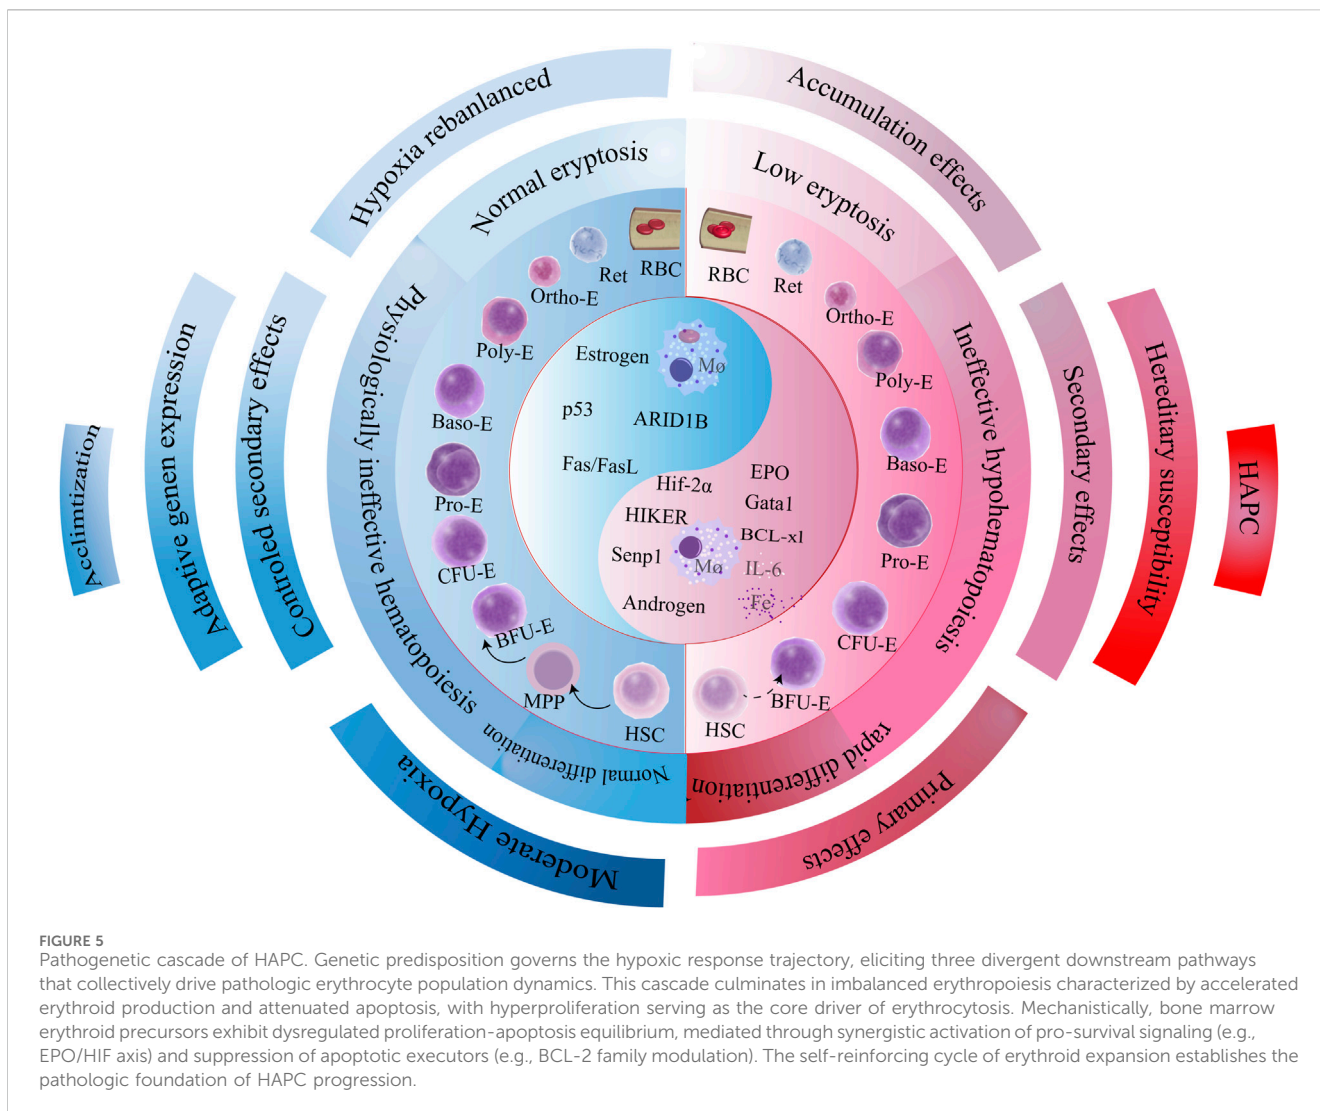 Hypoxia rebanlanced
Accumulation effects
Normal eryptosis
Low eryptosis
Physiologically ineffective hematopoiesis
Ineffective hypohematopoiesis
Normal differentiation
rapid differentiation
Controled secondary effects
Adaptive genen expression
Acclimtization
Secondary effects
Hereditary susceptibility
HAPC
Moderate Hypoxia
Primary effects
RBC
Ret
Ortho-E
Poly-E
Baso-E
Pro-E
CFU-E
BFU-E
MPP
HSC
RBC
Ret
Ortho-E
Poly-E
Baso-E
Pro-E
CFU-E
BFU-E
HSC
Estrogen
Mø
p53
ARID1B
Fas/FasL
Hif-2α
EPO
Gata1
HIKER
BCL-xl
Senp1
Mø
IL-6
Androgen
Fe
FIGURE 5
Pathogenetic cascade of HAPC. Genetic predisposition governs the hypoxic response trajectory, eliciting three divergent downstream pathways
that collectively drive pathologic erythrocyte population dynamics. This cascade culminates in imbalanced erythropoiesis characterized by accelerated
erythroid production and attenuated apoptosis, with hyperproliferation serving as the core driver of erythrocytosis. Mechanistically, bone marrow
erythroid precursors exhibit dysregulated proliferation-apoptosis equilibrium, mediated through synergistic activation of pro-survival signaling (e.g.,
EPO/HIF axis) and suppression of apoptotic executors (e.g., BCL-2 family modulation). The self-reinforcing cycle of erythroid expansion establishes the
pathologic foundation of HAPC progression.